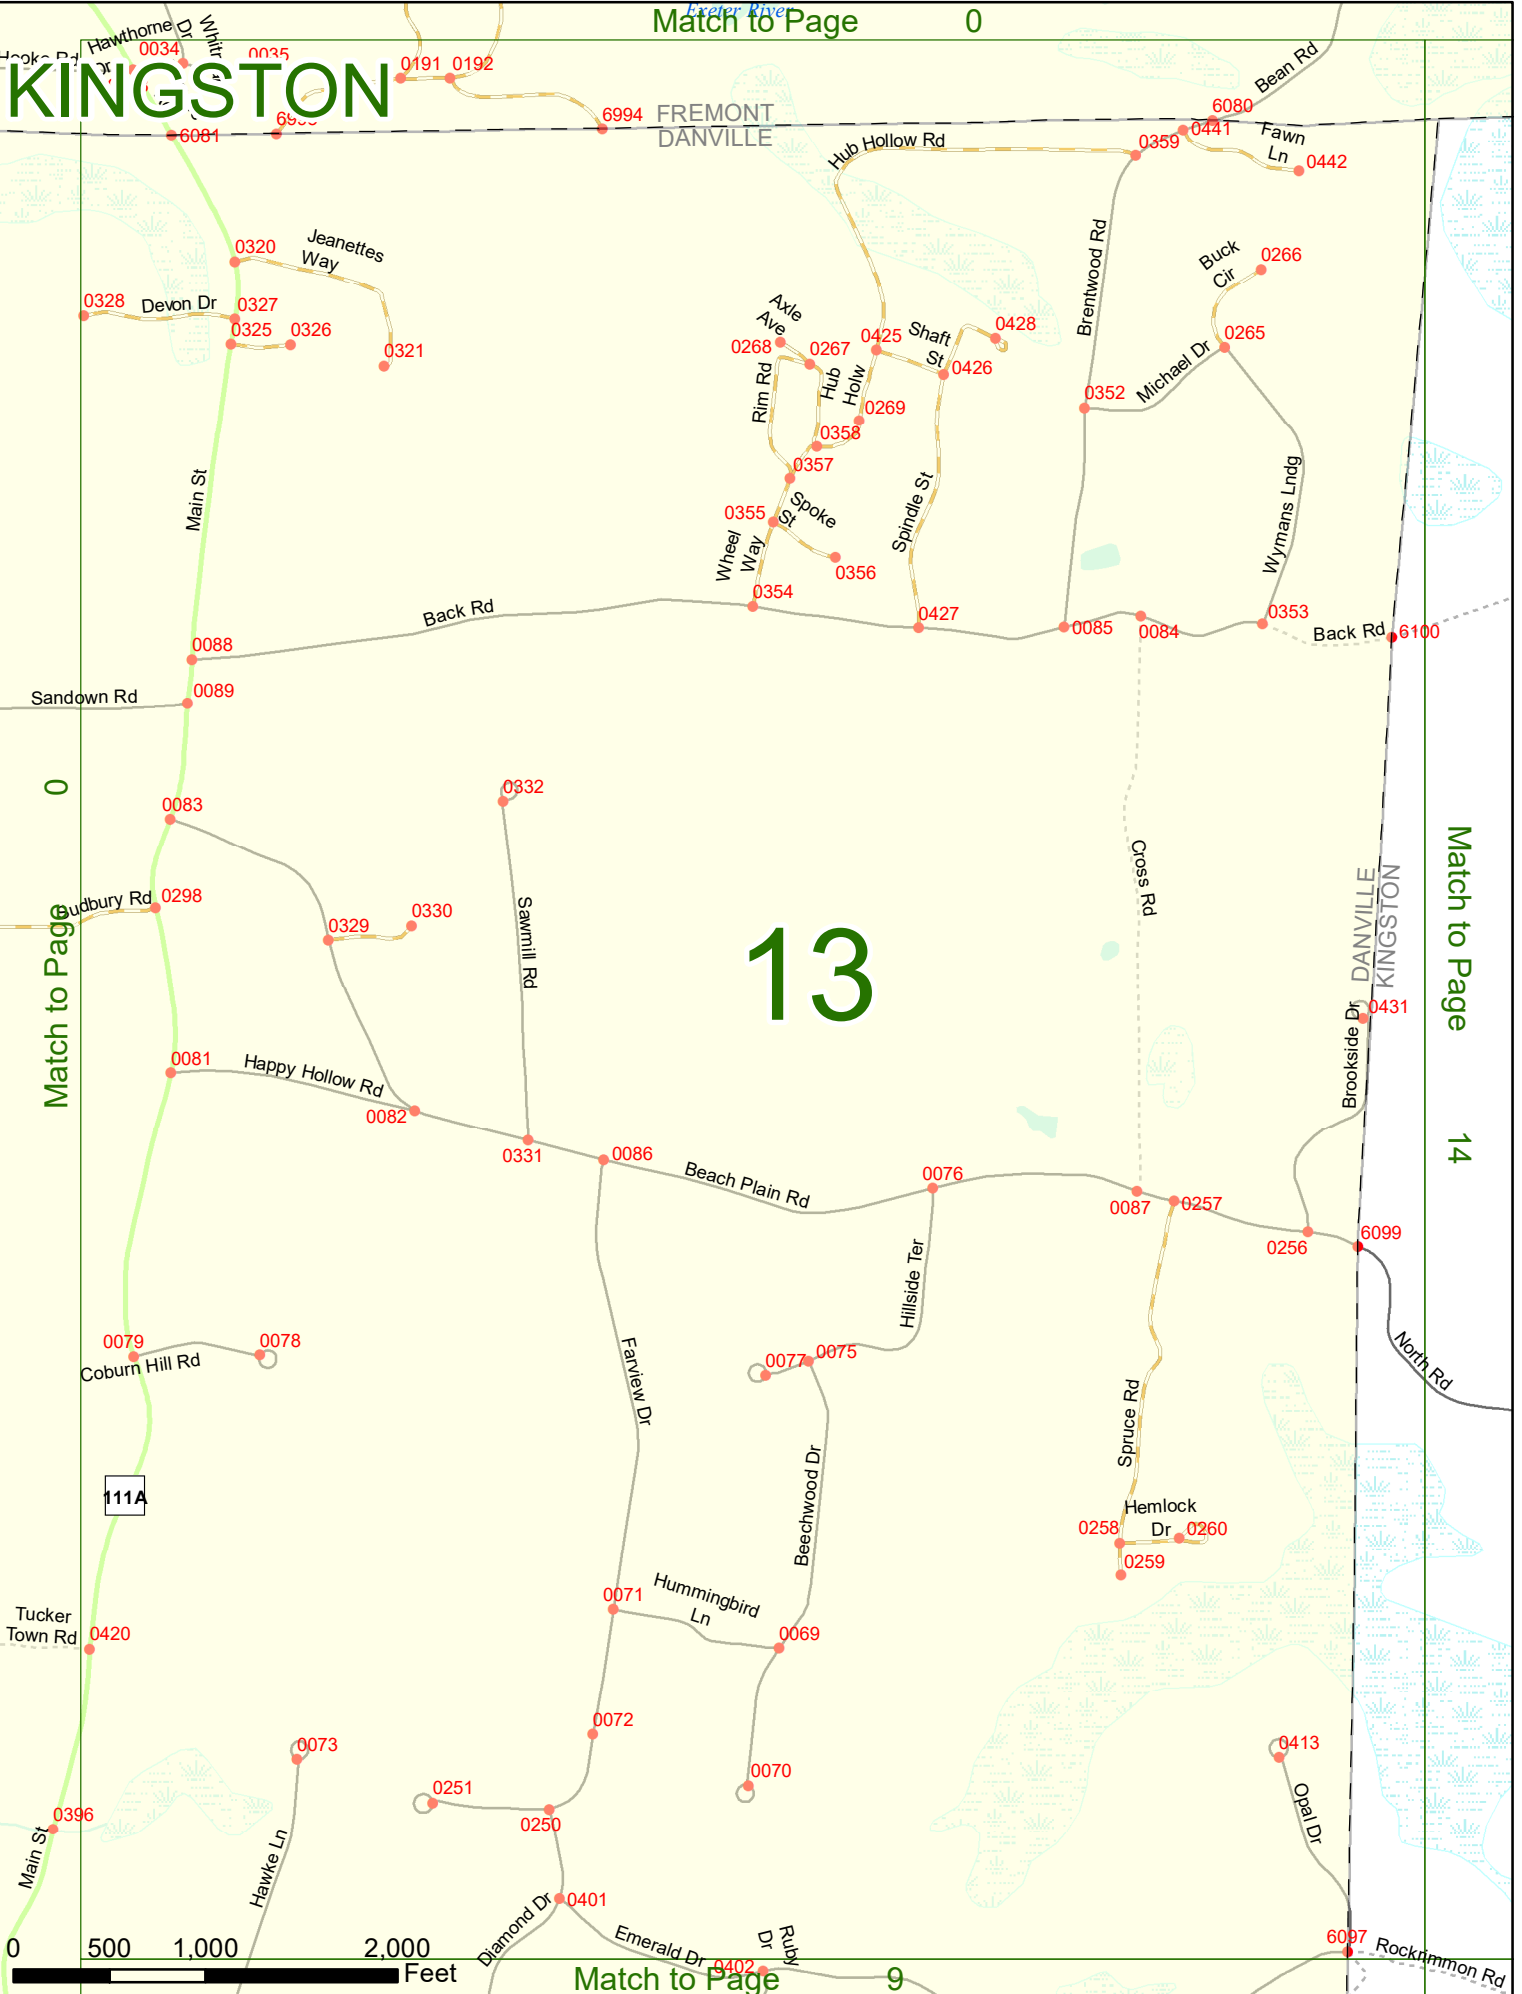 Exeter River
Match to Page 0
Hawthorne
Dr
Dr
Hooke Rd
0034
0035
0191
0192
KINGSTON
6081
6994
FREMONT
DANVILLE
Bean Rd
6080
0441
0359
Fawn
Ln
0442
Hub Hollow Rd
0320
Jeanettes
Way
0328
Devon Dr
0327
0325
0326
0321
Brentwood Rd
Buck
Cir
0266
0265
Michael Dr
0352
Axle
Ave
0268
0267
0425
Shaft
St
0428
0426
Rim Rd
Hub
Holw
0269
0358
0357
Spoke
St
0355
0356
Wheel
Way
Spindle St
Main St
Wymans Lndg
0354
0427
0085
0084
0353
Back Rd
6100
Back Rd
0088
Sandown Rd
0089
Match to Page 0
0083
0332
Sudbury Rd
0298
0329
0330
Sawmill Rd
13
Cross Rd
DANVILLE
KINGSTON
Match to Page 14
0431
Brookside Dr
0081
Happy Hollow Rd
0082
0331
0086
Beach Plain Rd
0076
0087
0257
0256
6099
North Rd
Hillside Ter
0079
Coburn Hill Rd
0078
Farview Dr
0077
0075
Beechwood Dr
Spruce Rd
111A
Hemlock
Dr
0258
0260
0259
0071
Hummingbird
Ln
0069
Tucker
Town Rd
0420
0072
0073
0251
0250
0070
0413
Opal Dr
0396
Main St
Hawke Ln
0401
Diamond Dr
Emerald Dr
Ruby
Dr
0402
6097
Rockrimmon Rd
0 500 1,000 2,000
Feet
Match to Page 9